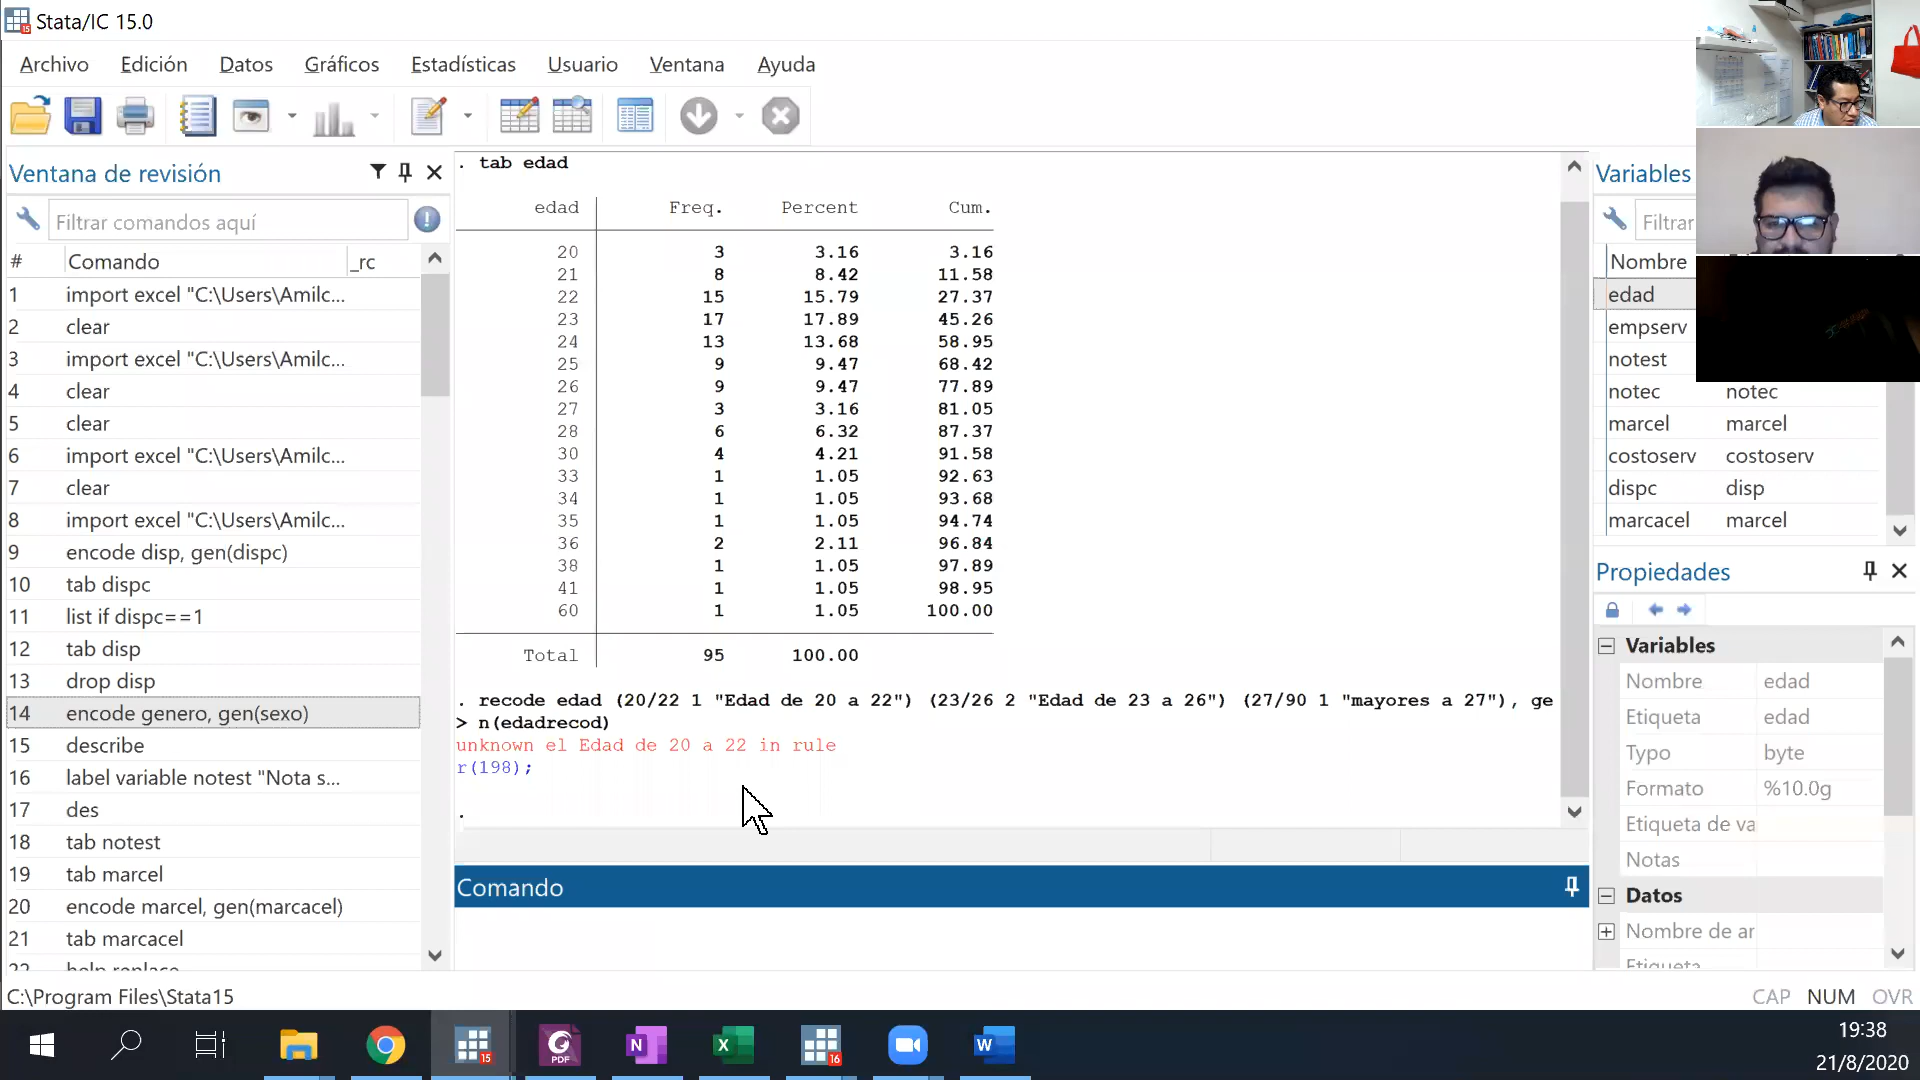 Stata/IC 15.0
Archivo Edición Datos Gráficos Estadísticas Usuario Ventana Ayuda
Ventana de revisión
Filtrar comandos aquí
# Comando _rc
1 import excel "C:\Users\Amilc...
2 clear
3 import excel "C:\Users\Amilc...
4 clear
5 clear
6 import excel "C:\Users\Amilc...
7 clear
8 import excel "C:\Users\Amilc...
9 encode disp, gen(dispc)
10 tab dispc
11 list if dispc==1
12 tab disp
13 drop disp
14 encode genero, gen(sexo)
15 describe
16 label variable notest "Nota s...
17 des
18 tab notest
19 tab marcel
20 encode marcel, gen(marcacel)
21 tab marcacel
22 help replace
. tab edad
edad Freq. Percent Cum.
20 3 3.16 3.16
21 8 8.42 11.58
22 15 15.79 27.37
23 17 17.89 45.26
24 13 13.68 58.95
25 9 9.47 68.42
26 9 9.47 77.89
27 3 3.16 81.05
28 6 6.32 87.37
30 4 4.21 91.58
33 1 1.05 92.63
34 1 1.05 93.68
35 1 1.05 94.74
36 2 2.11 96.84
38 1 1.05 97.89
41 1 1.05 98.95
60 1 1.05 100.00
Total 95 100.00
. recode edad (20/22 1 "Edad de 20 a 22") (23/26 2 "Edad de 23 a 26") (27/90 1 "mayores a 27"), ge
> n(edadrecod)
unknown el Edad de 20 a 22 in rule
r(198);
.
Comando
Variables
Filtrar
Nombre
edad
empserv
notest
notec notec
marcel marcel
costoserv costoserv
dispc disp
marcacel marcel
Propiedades
Variables
Nombre edad
Etiqueta edad
Typo byte
Formato %10.0g
Etiqueta de va
Notas
Datos
Nombre de ar
Etiqueta
C:\Program Files\Stata15
CAP NUM OVR
15
PDF
N
X
16
W
19:38
21/8/2020